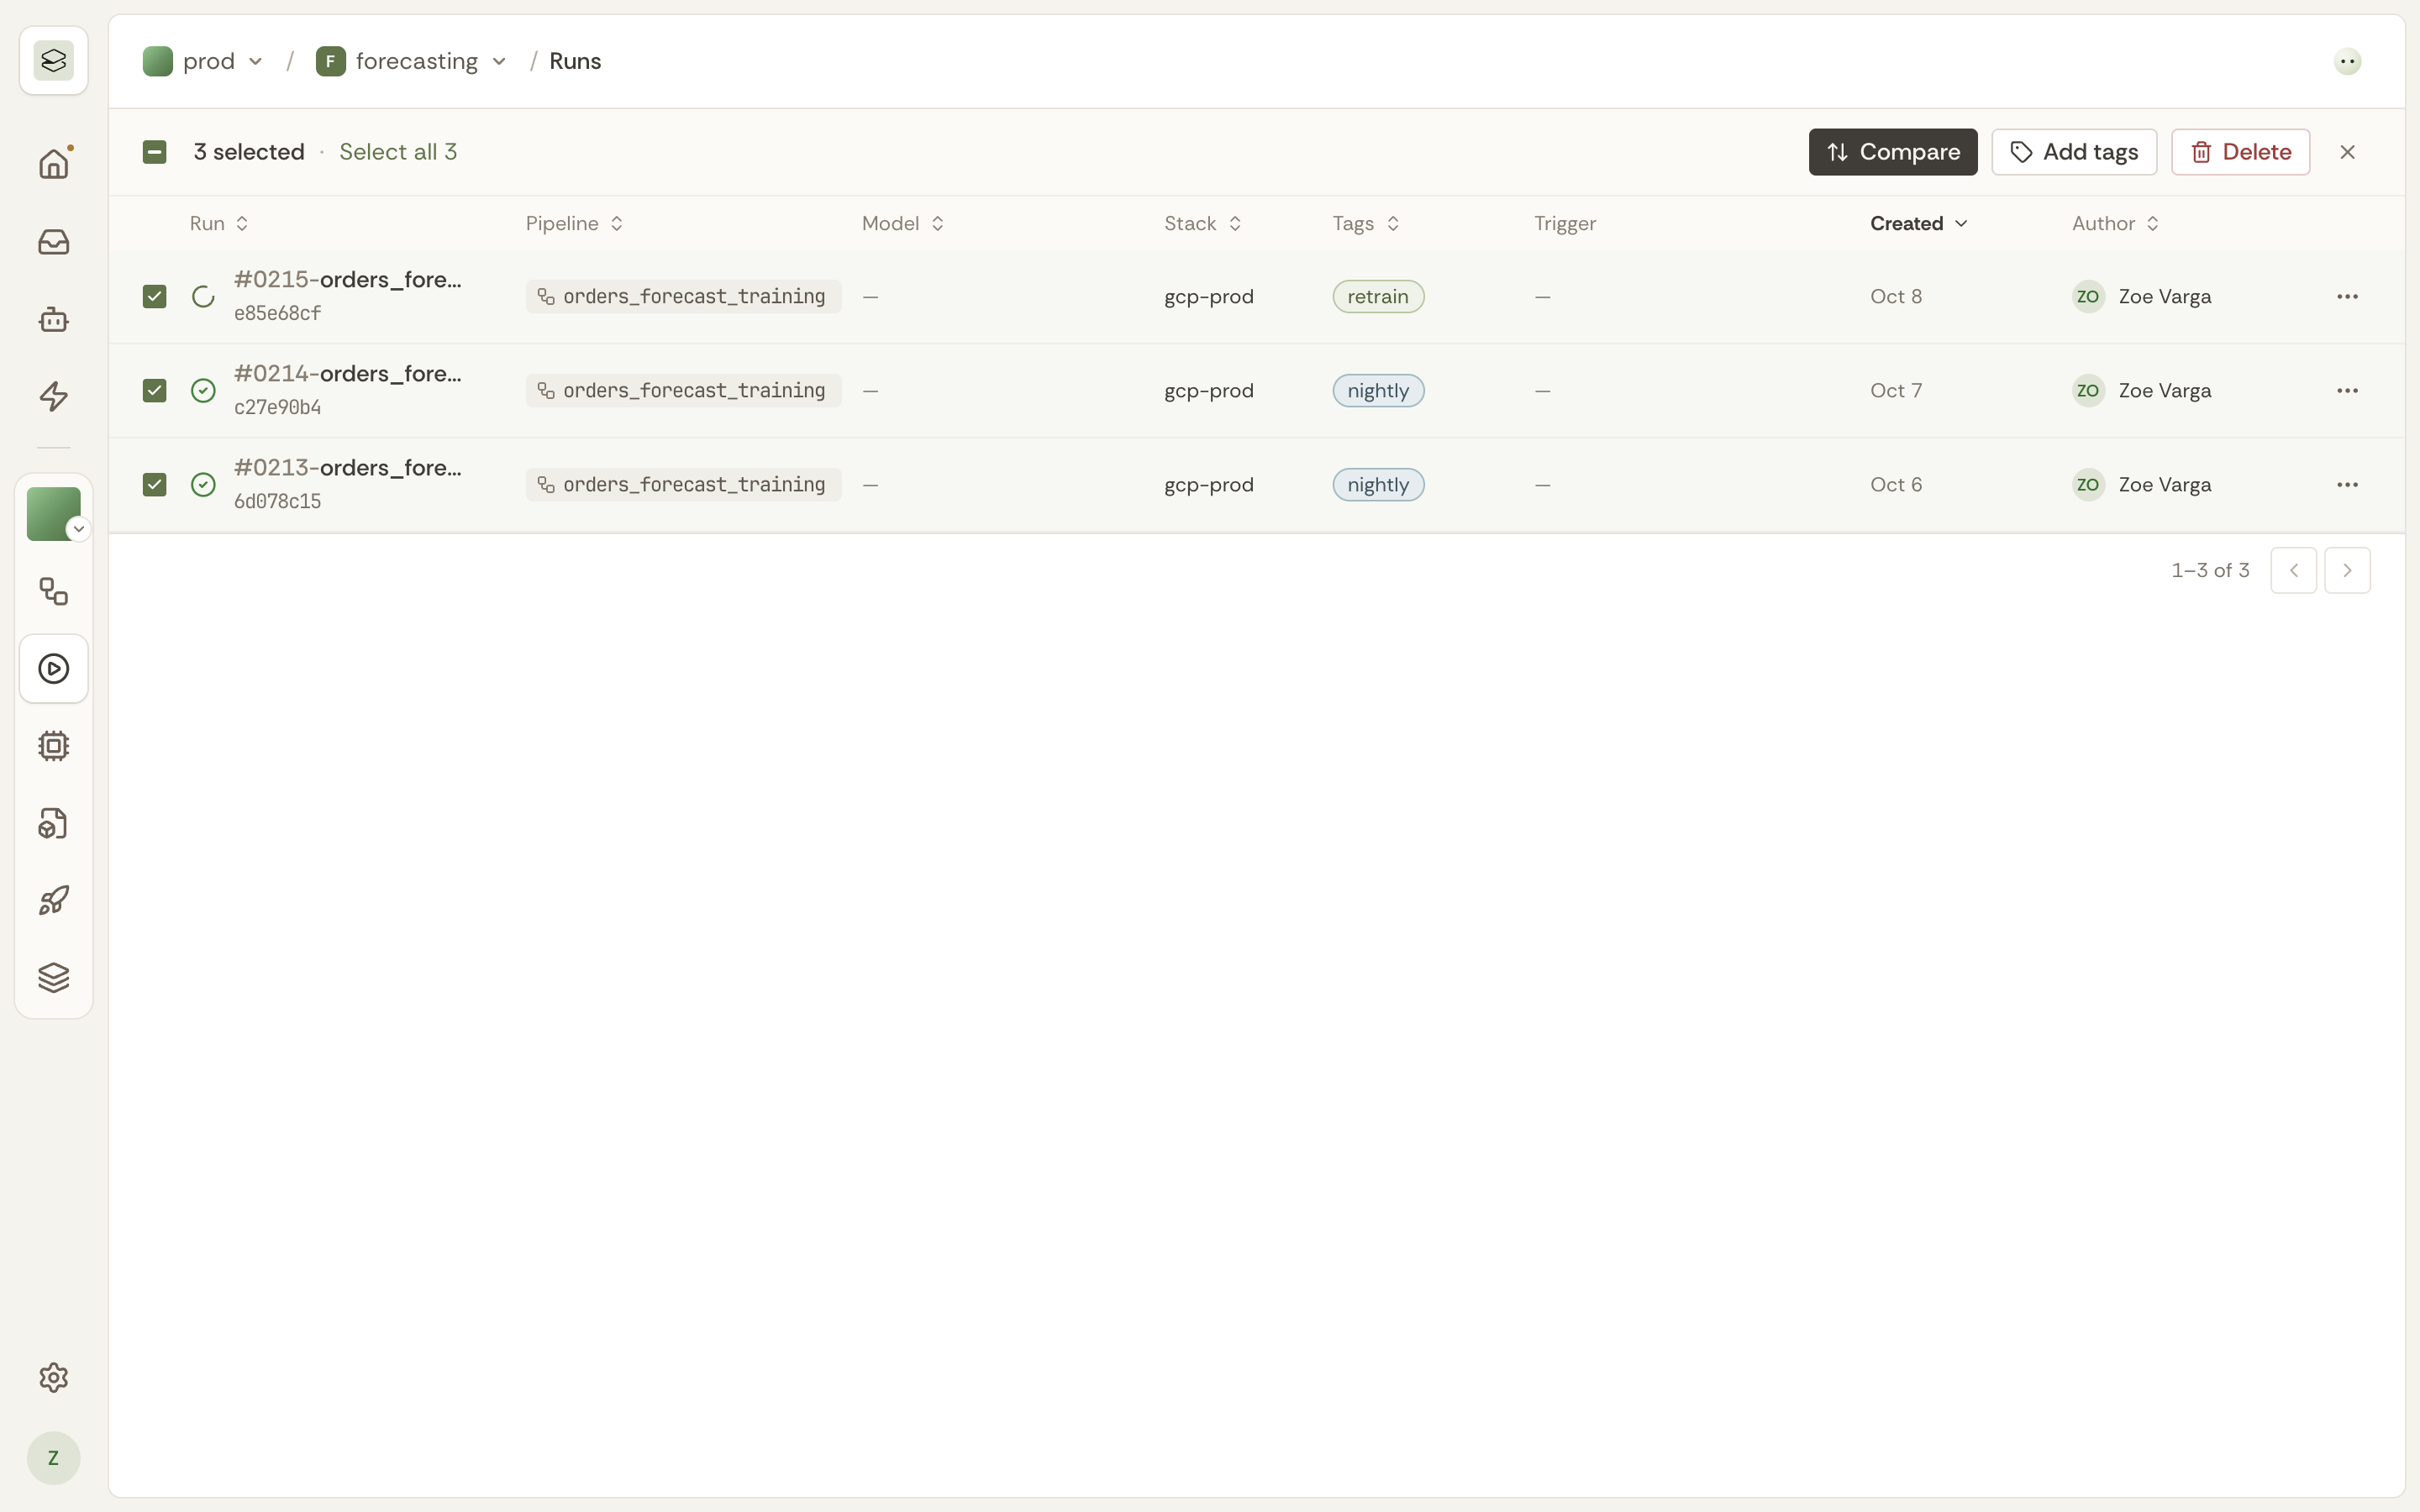 prod / F forecasting / Runs
3 selected · Select all 3
Compare
Add tags
Delete
Run Pipeline Model Stack Tags Trigger Created Author
#0215-orders_fore...
e85e68cf
orders_forecast_training — gcp-prod retrain — Oct 8 ZO Zoe Varga
#0214-orders_fore...
c27e90b4
orders_forecast_training — gcp-prod nightly — Oct 7 ZO Zoe Varga
#0213-orders_fore...
6d078c15
orders_forecast_training — gcp-prod nightly — Oct 6 ZO Zoe Varga
1–3 of 3
Z